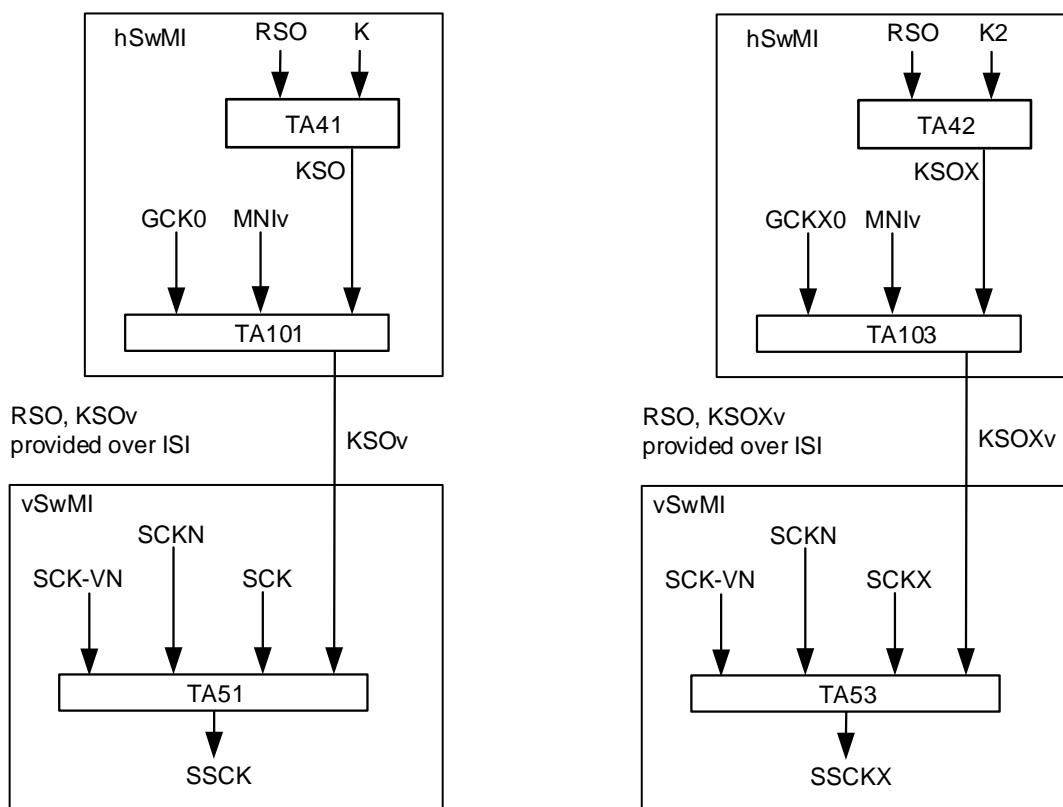 hSwMI
RSO
K
TA41
KSO
GCK0
MNIv
TA101
RSO, KSOv
provided over ISI
KSOv
vSwMI
SCKN
SCK-VN
SCK
TA51
SSCK
hSwMI
RSO
K2
TA42
KSOX
GCKX0
MNIv
TA103
RSO, KSOXv
provided over ISI
KSOXv
vSwMI
SCKN
SCK-VN
SCKX
TA53
SSCKX